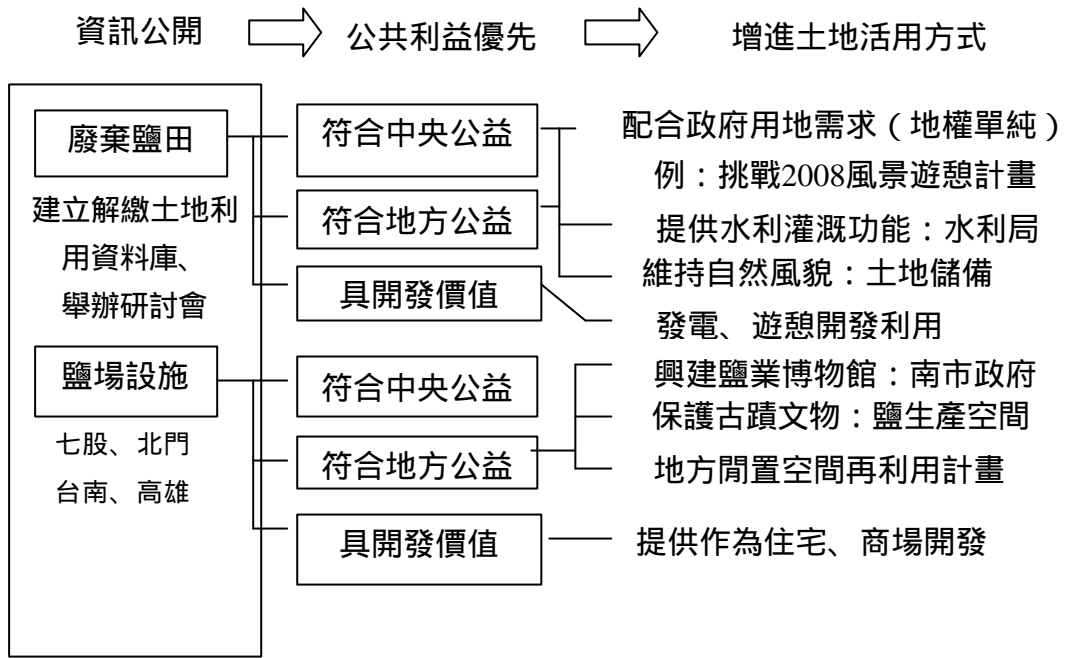 資訊公開
公共利益優先
增進土地活用方式
廢棄鹽田
建立解繳土地利
用資料庫、
舉辦研討會
鹽場設施
七股、北門
台南、高雄
符合中央公益
符合地方公益
具開發價值
符合中央公益
符合地方公益
具開發價值
配合政府用地需求（地權單純）
例：挑戰2008風景遊憩計畫
提供水利灌溉功能：水利局
維持自然風貌：土地儲備
發電、遊憩開發利用
興建鹽業博物館：南市政府
保護古蹟文物：鹽生產空間
地方閒置空間再利用計畫
提供作為住宅、商場開發